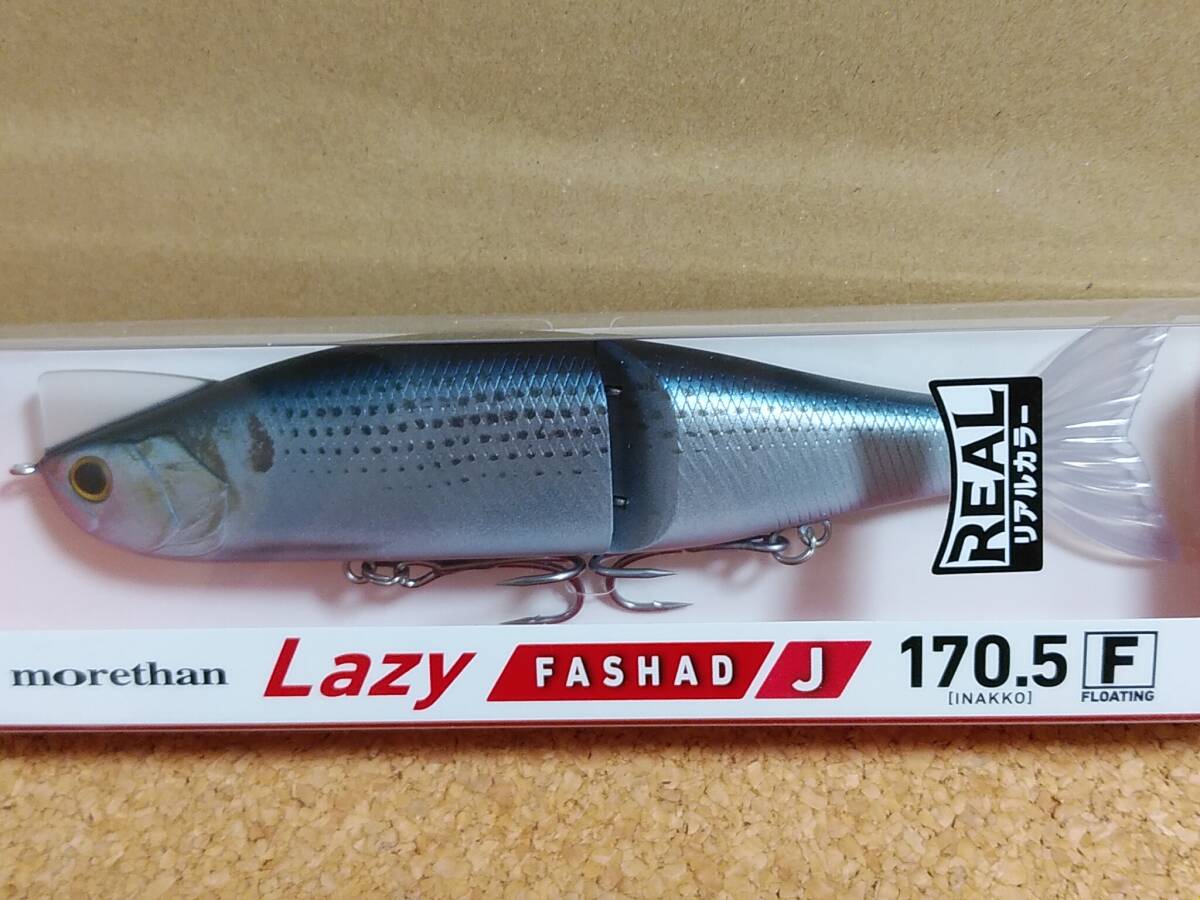 REAL
リアルカラー
morethan Lazy FASHAD J 170.5 F
[INAKKO] FLOATING